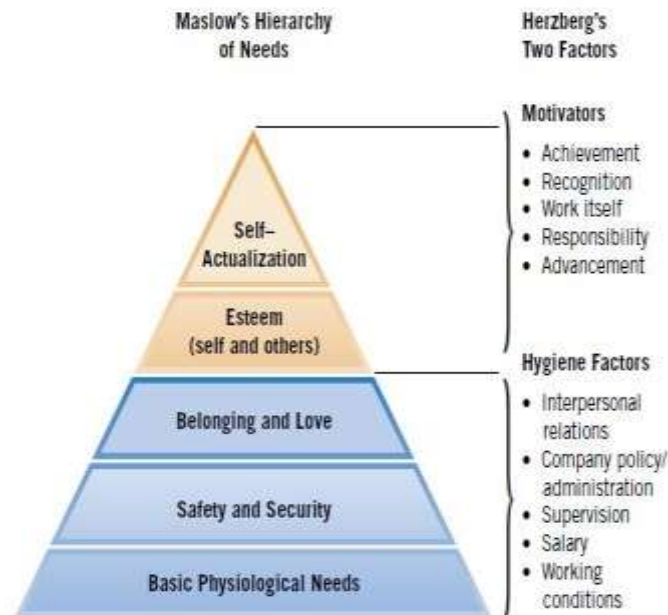 Maslow's Hierarchy
of Needs
Herzberg's
Two Factors
Motivators
• Achievement
• Recognition
• Work itself
• Responsibility
• Advancement
Self–
Actualization
Esteem
(self and others)
Hygiene Factors
• Interpersonal
relations
• Company policy/
administration
• Supervision
• Salary
• Working
conditions
Belonging and Love
Safety and Security
Basic Physiological Needs